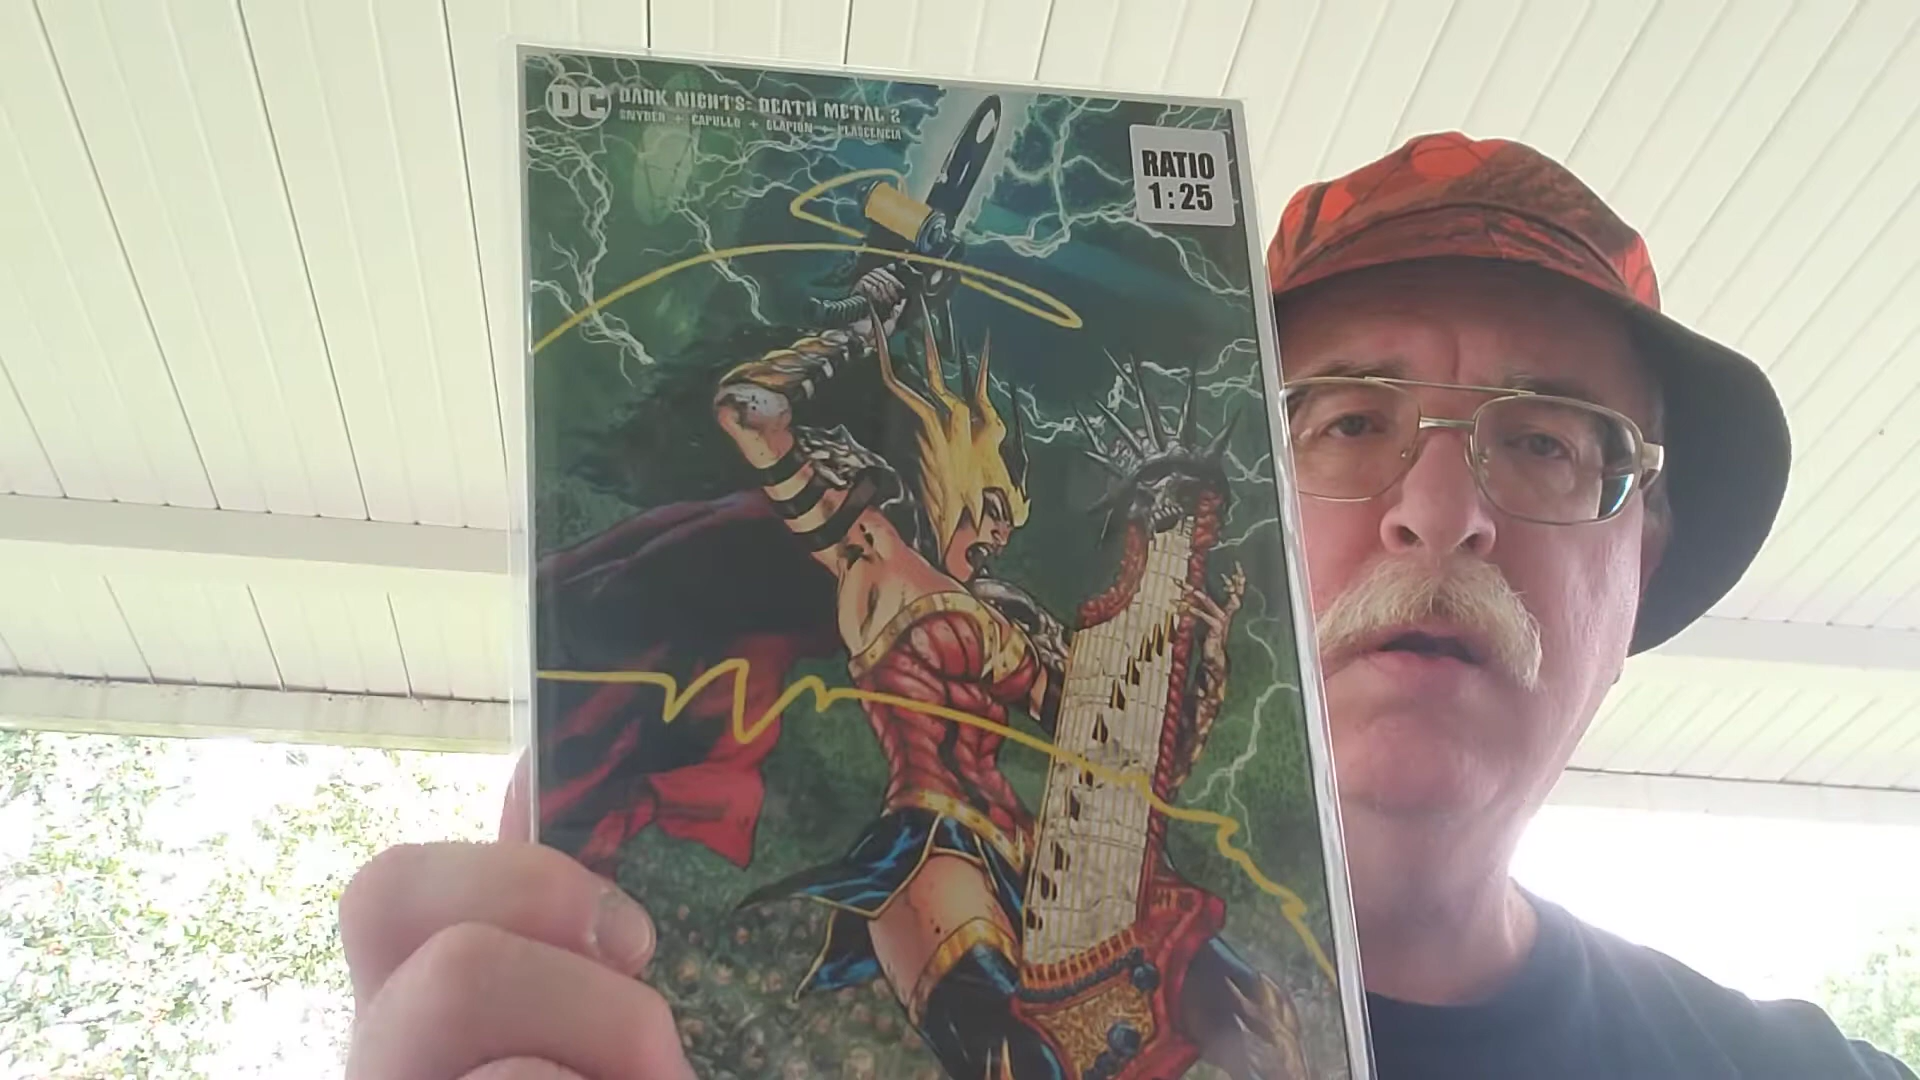 DC
DARK NIGHTS: DEATH METAL 2
SNYDER + CAPULLO + GLAPION + PLASCENCIA
RATIO
1:25